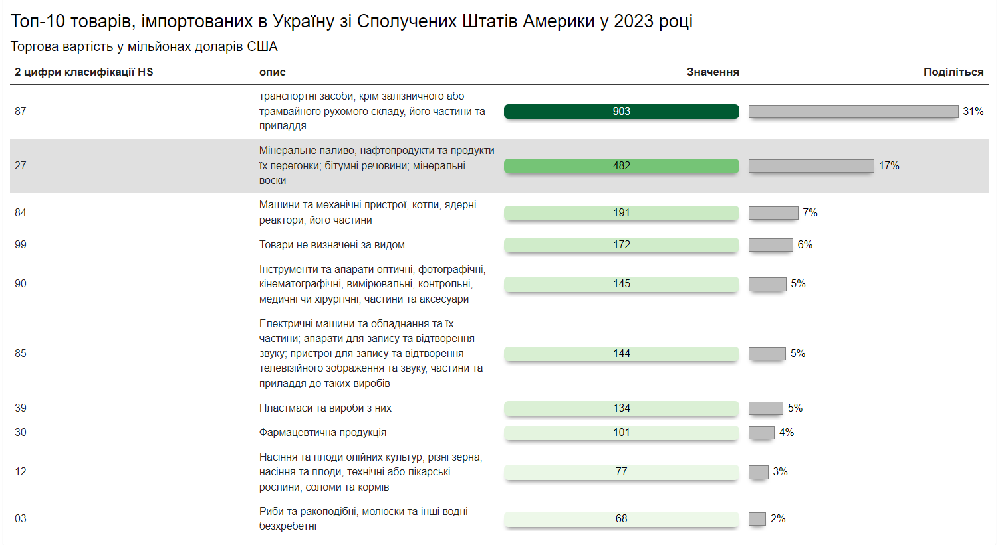 Топ-10 товарів, імпортованих в Україну зі Сполучених Штатів Америки у 2023 році
Торгова вартість у мільйонах доларів США
2 цифри класифікації HS опис Значення Поділіться
транспортні засоби; крім залізничного або
87 трамвайного рухомого складу, його частини та 903 31%
приладдя
Мінеральне паливо, нафтопродукти та продукти
27 їх перегонки; бітумні речовини; мінеральні 482 17%
воски
84 Машини та механічні пристрої, котли, ядерні 191 7%
реактори; його частини
99 Товари не визначені за видом 172 6%
Інструменти та апарати оптичні, фотографічні,
90 кінематографічні, вимірювальні, контрольні, 145 5%
медичні чи хірургічні; частини та аксесуари
Електричні машини та обладнання та їх
частини; апарати для запису та відтворення
85 звуку; пристрої для запису та відтворення 144 5%
телевізійного зображення та звуку, частини та
приладдя до таких виробів
39 Пластмаси та вироби з них 134 5%
30 Фармацевтична продукція 101 4%
Насіння та плоди олійних культур; різні зерна,
12 насіння та плоди, технічні або лікарські 77 3%
рослини; соломи та кормів
03 Риби та ракоподібні, молюски та інші водні 68 2%
безхребетні